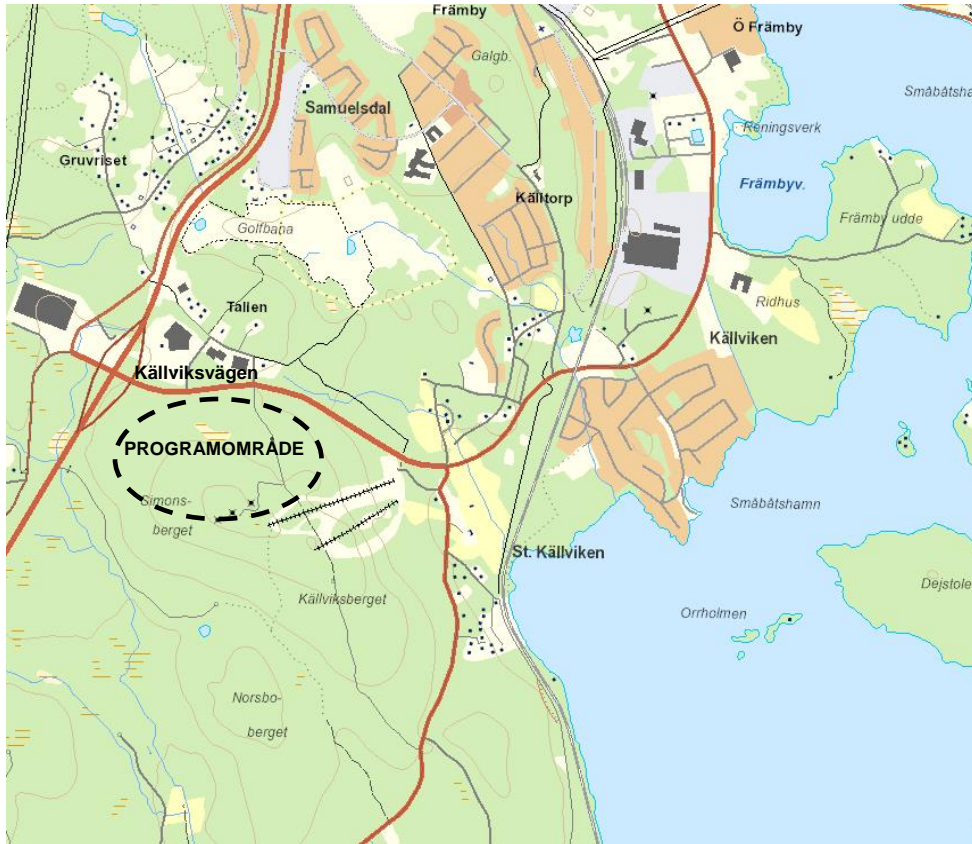 Främby
Ö Främby
Galgb.
Samuelsdal
Småbåtsha
Reningsverk
Gruvriset
Främbyv.
Källtorp
Golfbana
Främby udde
Ridhus
Tallen
Källviken
Källviksvägen
PROGRAMOMRÅDE
Simons-
berget
Småbåtshamn
St. Källviken
Dejstole
Källviksberget
Orrholmen
Norsbo-
berget